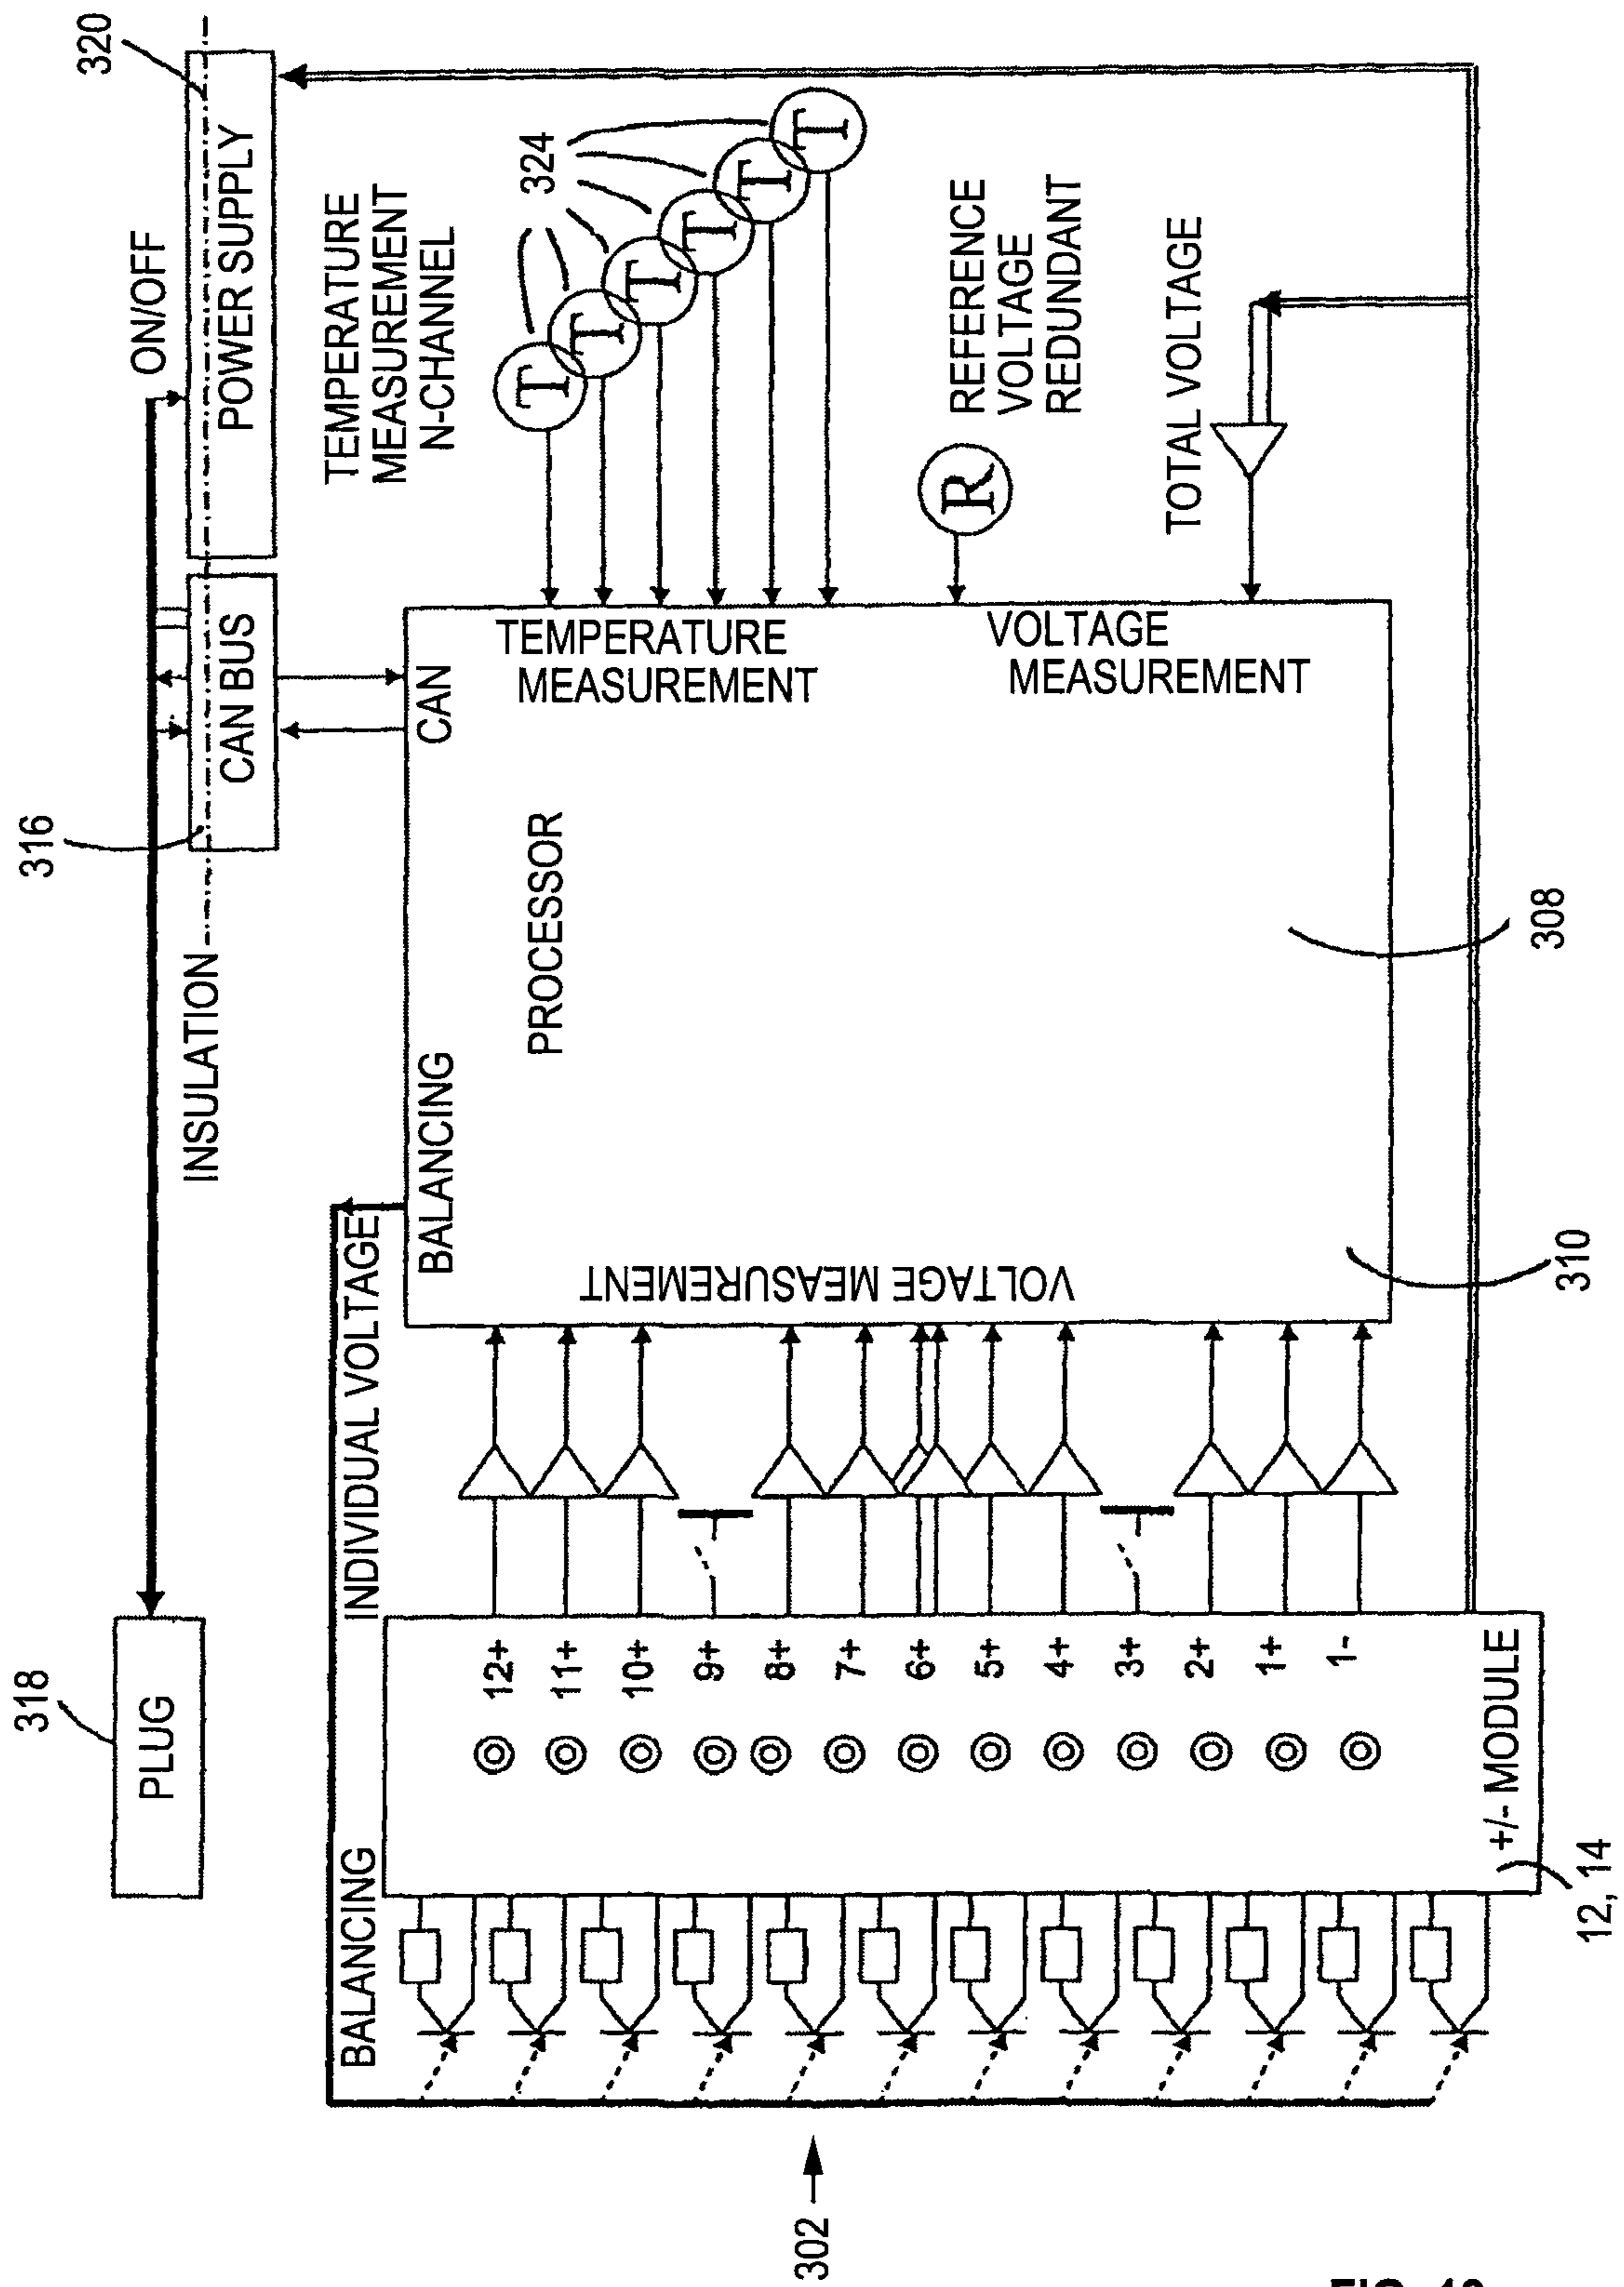 318
PLUG
316
320
ON/OFF
INSULATION
CAN BUS
POWER SUPPLY
BALANCING
INDIVIDUAL VOLTAGE
TEMPERATURE
MEASUREMENT
N-CHANNEL
324
T
T
T
T
T
T
BALANCING
CAN
PROCESSOR
TEMPERATURE
MEASUREMENT
VOLTAGE MEASUREMENT
VOLTAGE
MEASUREMENT
R
REFERENCE
VOLTAGE
REDUNDANT
TOTAL VOLTAGE
12+
11+
10+
9+
8+
7+
6+
5+
4+
3+
2+
1+
1-
+/- MODULE
12, 14
310
308
302